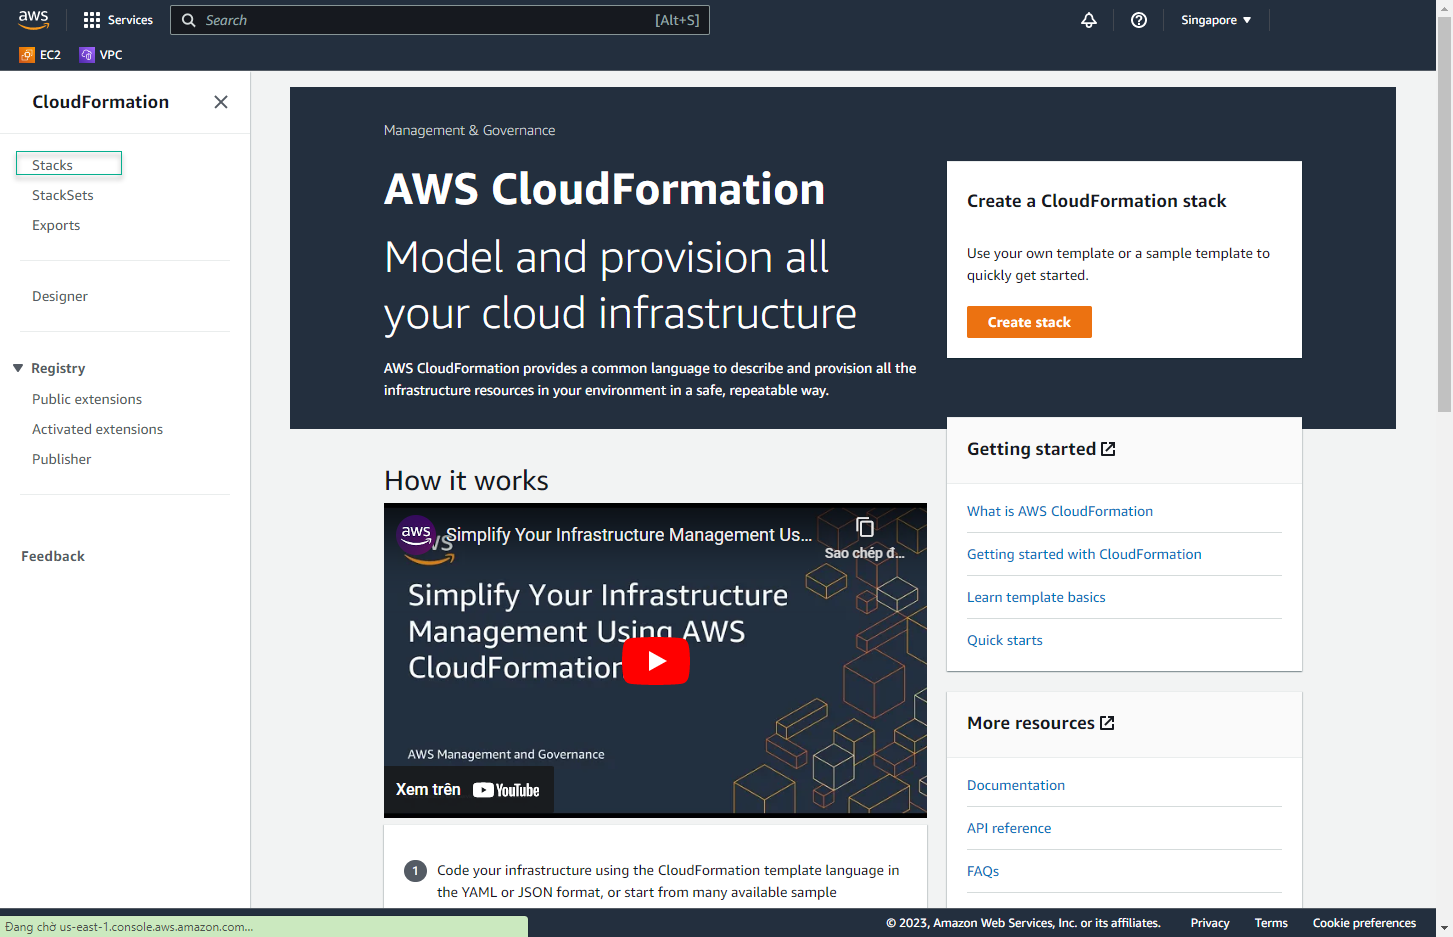 aws
Services
Search
[Alt+S]
Singapore
EC2
VPC
CloudFormation
Stacks
StackSets
Exports
Designer
Registry
Public extensions
Activated extensions
Publisher
Feedback
Management & Governance
AWS CloudFormation
Model and provision all
your cloud infrastructure
AWS CloudFormation provides a common language to describe and provision all the
infrastructure resources in your environment in a safe, repeatable way.
Create a CloudFormation stack
Use your own template or a sample template to
quickly get started.
Create stack
How it works
aws
Simplify Your Infrastructure Management Us...
Sao chép đ...
Simplify Your Infrastructure
Management Using AWS
CloudFormation
AWS Management and Governance
Xem trên YouTube
1
Code your infrastructure using the CloudFormation template language in
the YAML or JSON format, or start from many available sample
Getting started
What is AWS CloudFormation
Getting started with CloudFormation
Learn template basics
Quick starts
More resources
Documentation
API reference
FAQs
Đang chờ us-east-1.console.aws.amazon.com...
© 2023, Amazon Web Services, Inc. or its affiliates.
Privacy
Terms
Cookie preferences